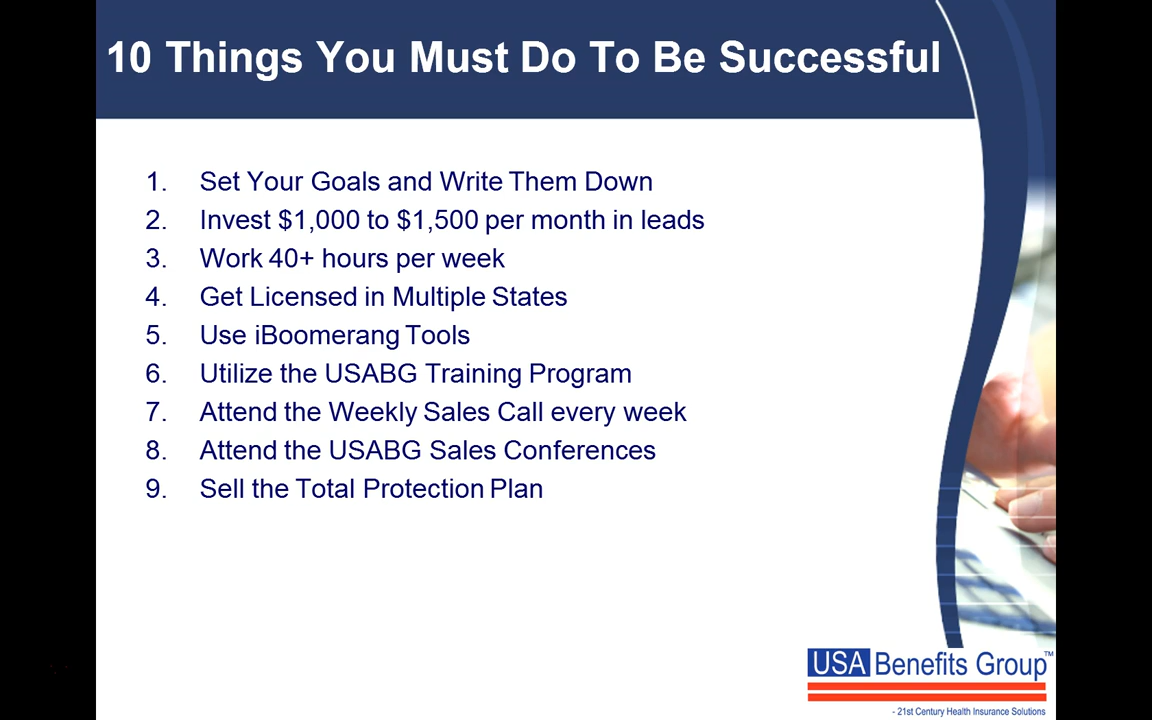 10 Things You Must Do To Be Successful
1. Set Your Goals and Write Them Down
2. Invest $1,000 to $1,500 per month in leads
3. Work 40+ hours per week
4. Get Licensed in Multiple States
5. Use iBoomerang Tools
6. Utilize the USABG Training Program
7. Attend the Weekly Sales Call every week
8. Attend the USABG Sales Conferences
9. Sell the Total Protection Plan
USA Benefits Group™
- 21st Century Health Insurance Solutions